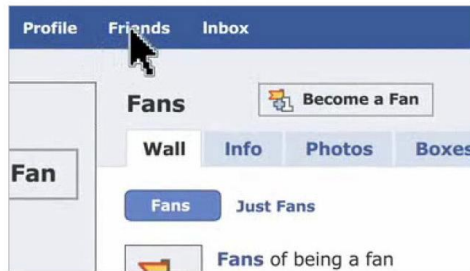 Profile Friends Inbox
Fans
Become a Fan
Wall Info Photos Boxes
Fan
Fans Just Fans
Fans of being a fan